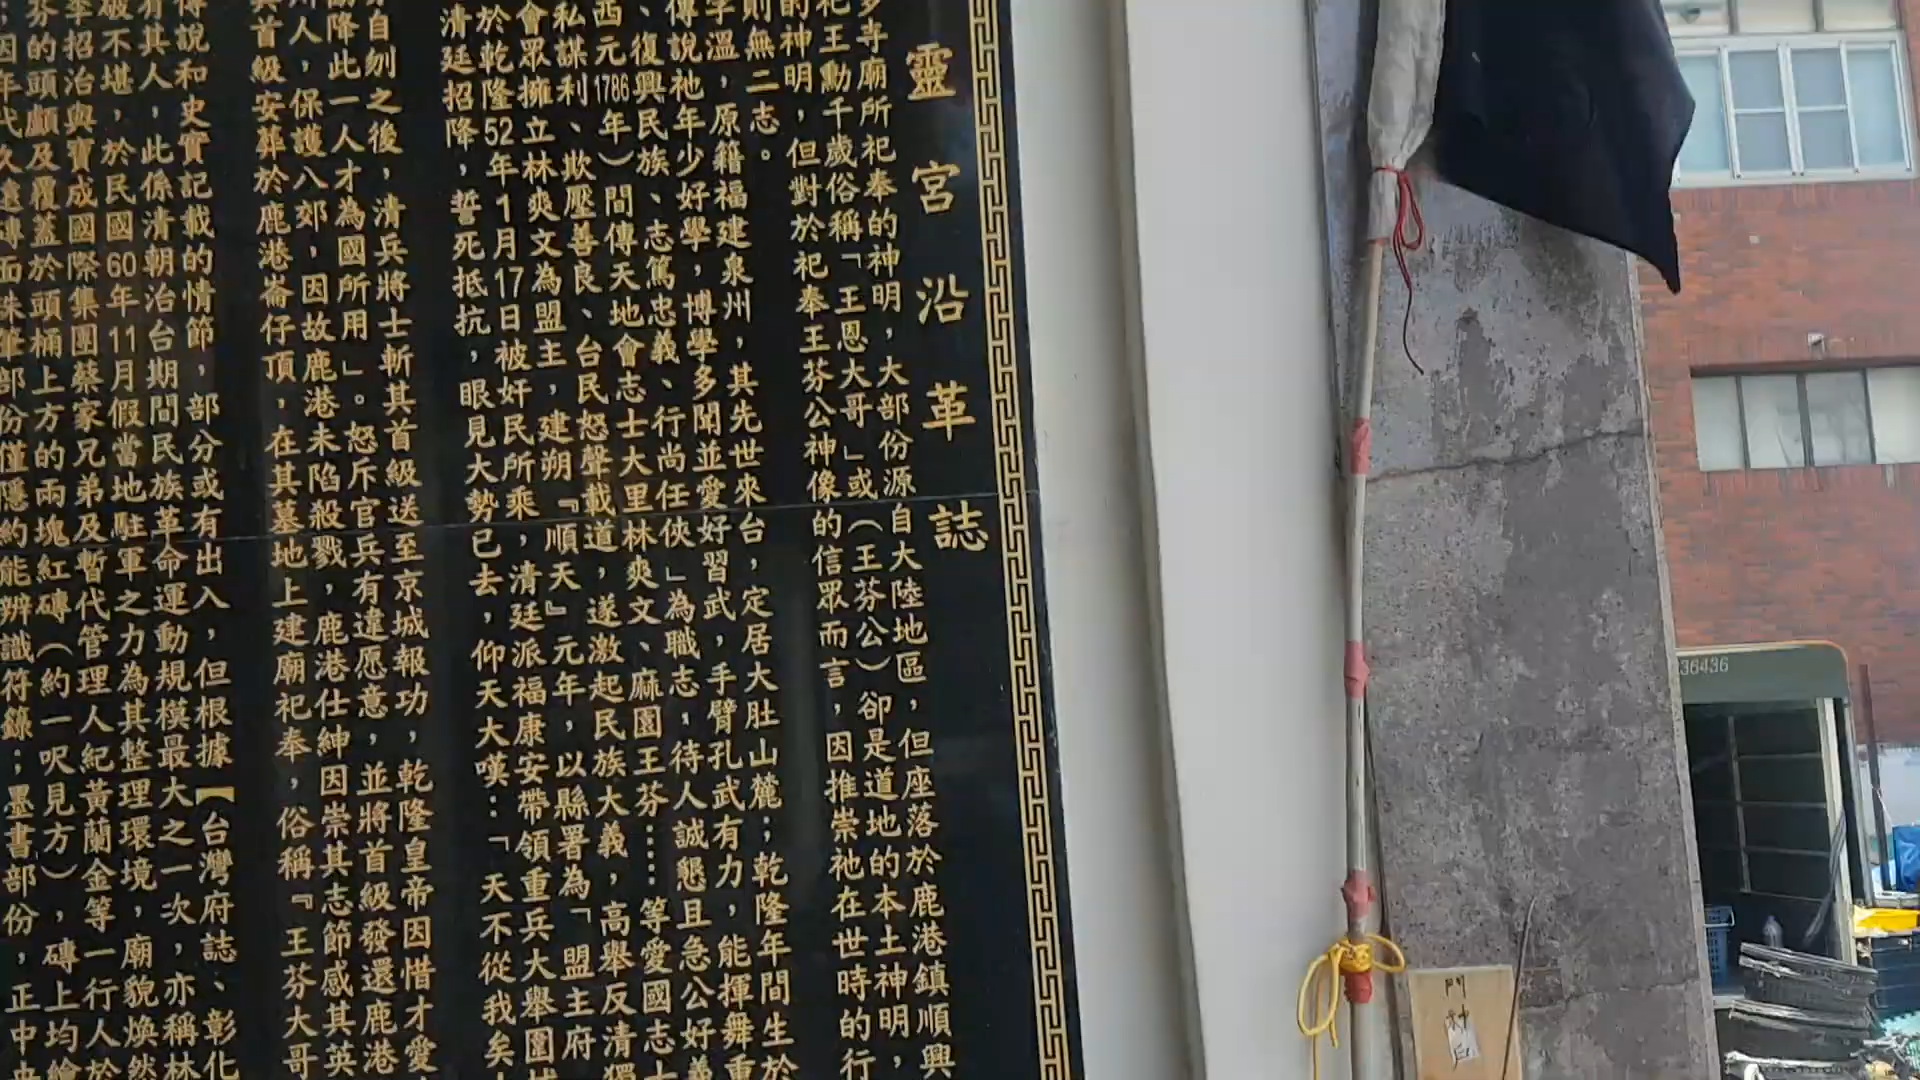 靈宮沿革誌
多寺廟所祀奉的神明，大部份源自大陸地區，但座落於鹿港鎮順興
祀王勳千歲俗稱「王恩大哥」或（王芬公）卻是道地的本土神明，
的神明，但對於祀奉王芬公神像的信眾而言，因推崇祂在世時的行
則無二志。
字溫，原籍福建泉州，其先世來台，定居大肚山麓；乾隆年間生於
傳說祂年少好學，博學多聞並愛好習武，手臂孔武有力，能揮舞重
、復興民族、志篤忠義、行尚任俠」為職志，待人誠懇且急公好義
西元1786年）間傳天地會志士大里林爽文、麻園王芬……等愛國志士
私謀利、欺壓善良、台民怒聲載道，遂激起民族大義，高舉反清獨
會眾擁立林爽文為盟主，建朔『順天』元年，以縣署為「盟主府
於乾隆52年1月17日被奸民所乘，清廷派福康安帶領重兵大舉圍
清廷招降，誓死抵抗，眼見大勢已去，仰天大嘆：「天不從我矣
自刎之後，清兵將士斬其首級送至京城報功，乾隆皇帝因惜才愛
勸降此一人才為國所用」。怒斥官兵有違愿意，並將首級發還鹿港
人，保護八郊，因故鹿港未陷殺戮，鹿港仕紳因崇其志節感其英
首級安葬於鹿港崙仔頂，在其墓地上建廟祀奉，俗稱『王芬大哥
傳說和史實記載的情節，部分或有出入，但根據【台灣府誌、彰化
有其人，此係清朝治台期間民族革命運動規模最大之一次，亦稱林
破不堪，於民國60年11月假當地駐軍之力為其整理環境，廟貌煥然
李招治與寶成國際集團蔡家兄弟及暫代管理人紀黃蘭金等一行人於
芬的頭顱及覆蓋於頭桶上方的兩塊紅磚（約一呎見方），磚上均繪
因年代久遠磚面硃筆部份僅隱約能辨識符籙；墨書部份，正中央
門神
36436